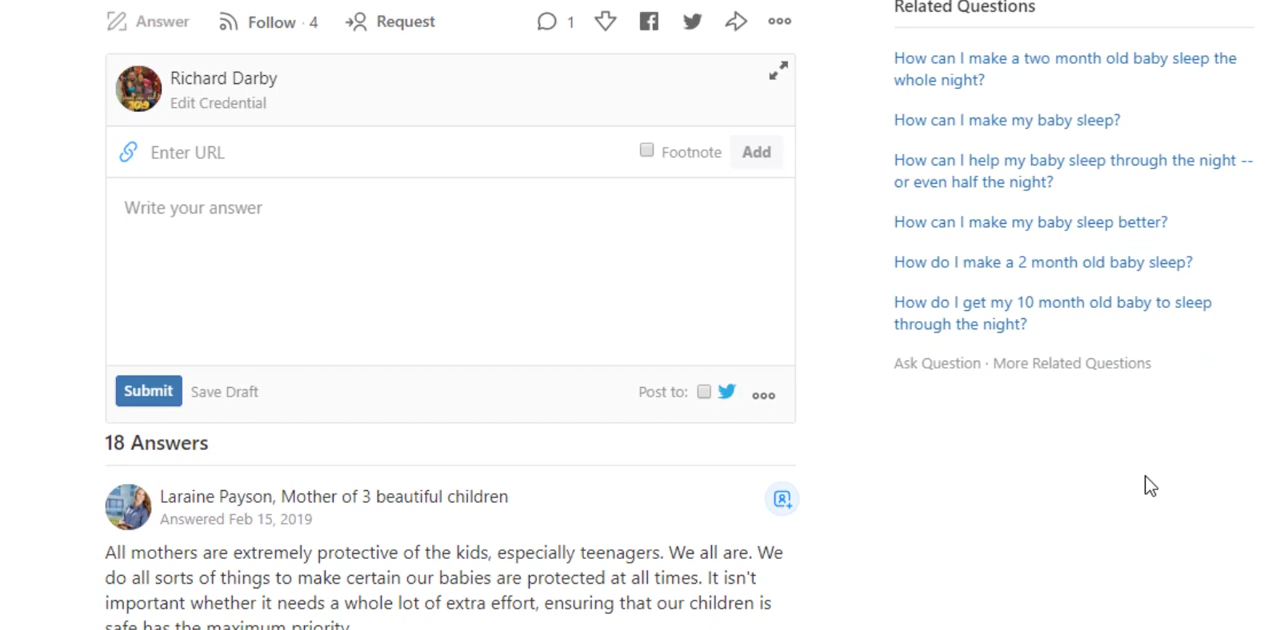 Answer Follow · 4 Request 1
Richard Darby
Edit Credential
Enter URL Footnote Add
Write your answer
Submit Save Draft Post to:
18 Answers
Laraine Payson, Mother of 3 beautiful children
Answered Feb 15, 2019
All mothers are extremely protective of the kids, especially teenagers. We all are. We
do all sorts of things to make certain our babies are protected at all times. It isn't
important whether it needs a whole lot of extra effort, ensuring that our children is
safe has the maximum priority.
Related Questions
How can I make a two month old baby sleep the
whole night?
How can I make my baby sleep?
How can I help my baby sleep through the night --
or even half the night?
How can I make my baby sleep better?
How do I make a 2 month old baby sleep?
How do I get my 10 month old baby to sleep
through the night?
Ask Question · More Related Questions